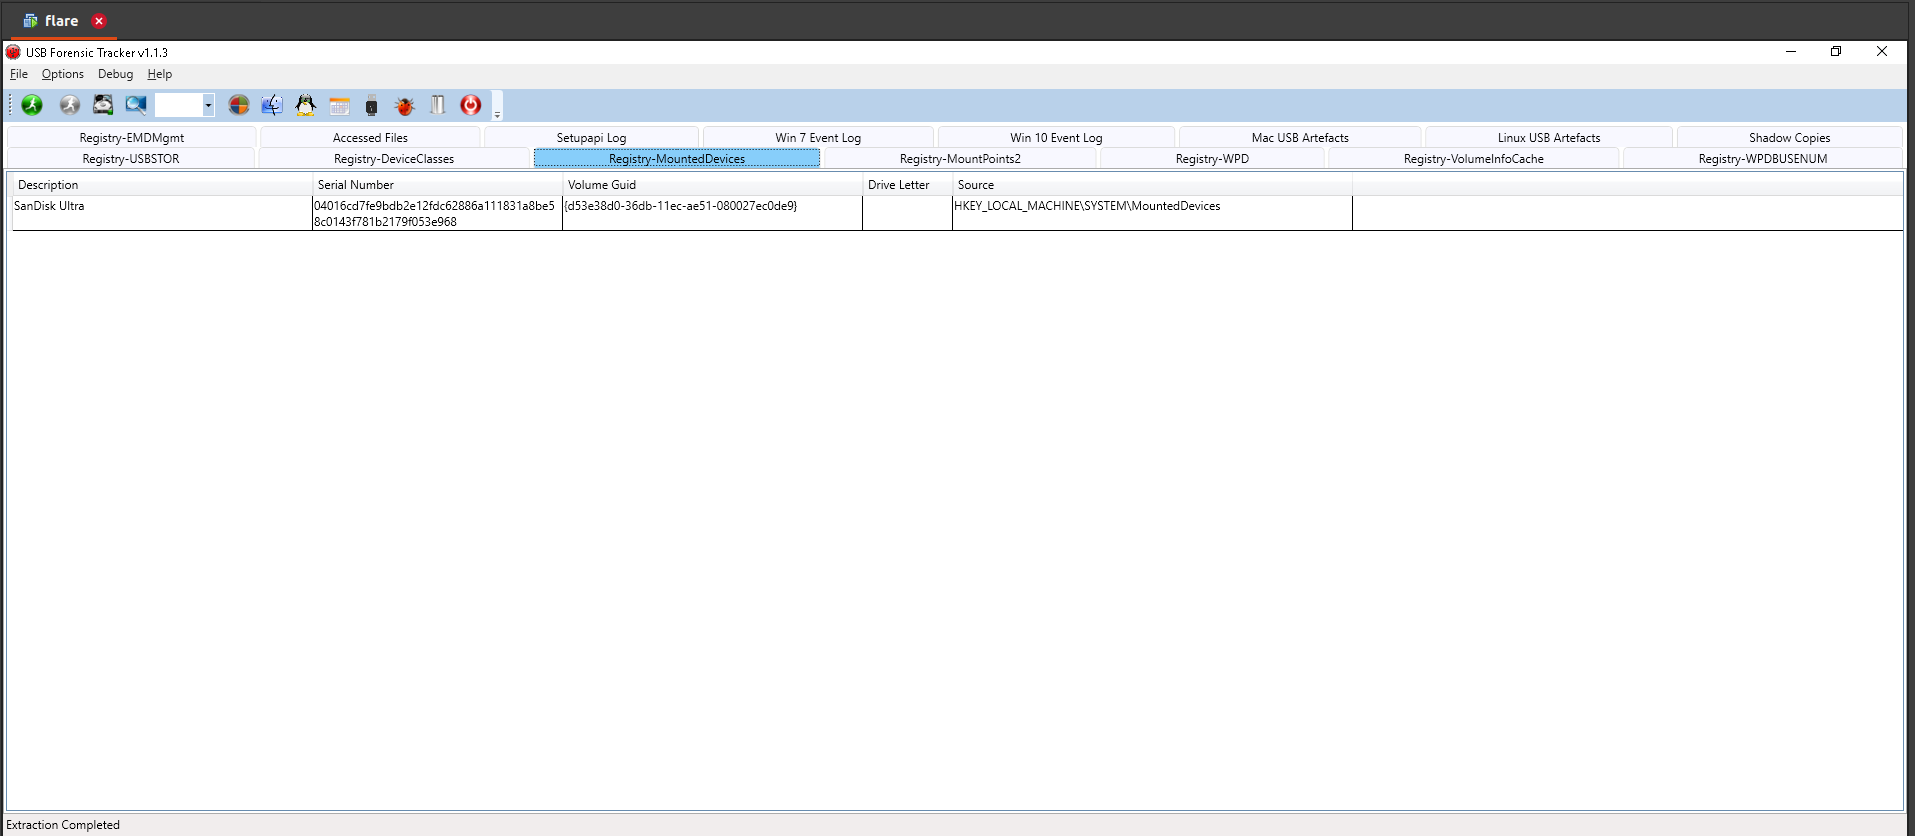 flare
USB Forensic Tracker v1.1.3
File Options Debug Help
Registry-EMDMgmt Accessed Files Setupapi Log Win 7 Event Log Win 10 Event Log Mac USB Artefacts Linux USB Artefacts Shadow Copies
Registry-USBSTOR Registry-DeviceClasses Registry-MountedDevices Registry-MountPoints2 Registry-WPD Registry-VolumeInfoCache Registry-WPDBUSENUM
Description Serial Number Volume Guid Drive Letter Source
SanDisk Ultra 04016cd7fe9bdb2e12fdc62886a111831a8be5 {d53e38d0-36db-11ec-ae51-080027ec0de9} HKEY_LOCAL_MACHINE\SYSTEM\MountedDevices
8c0143f781b2179f053e968
Extraction Completed